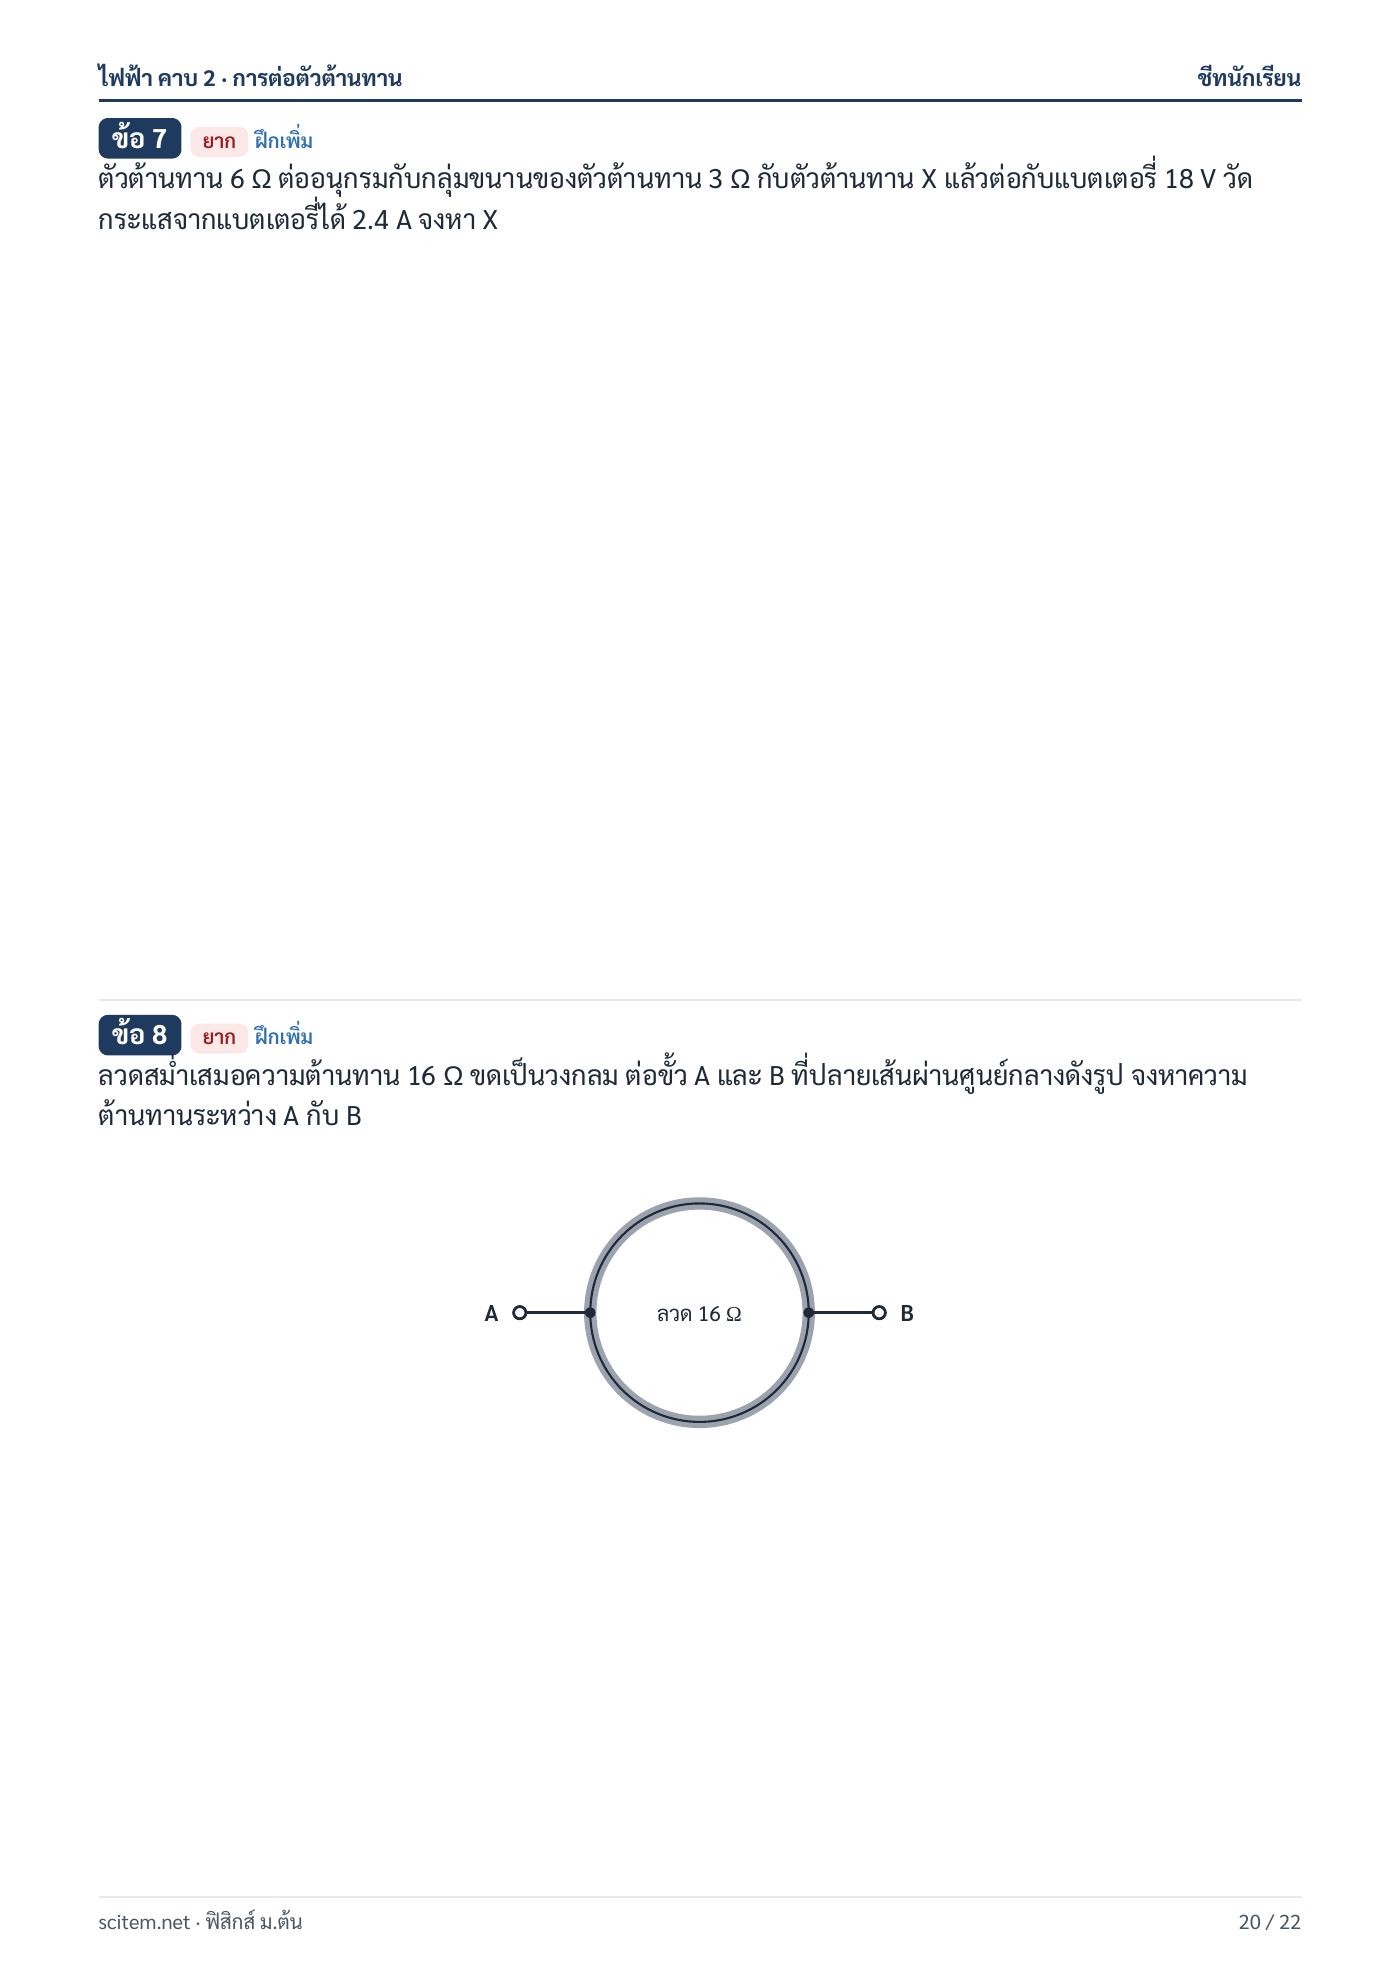 ไฟฟ้า คาบ 2 · การต่อตัวต้านทาน
ชีทนักเรียน
ข้อ 7 ยาก ฝึกเพิ่ม
ตัวต้านทาน 6 Ω ต่ออนุกรมกับกลุ่มขนานของตัวต้านทาน 3 Ω กับตัวต้านทาน X แล้วต่อกับแบตเตอรี่ 18 V วัด
กระแสจากแบตเตอรี่ได้ 2.4 A จงหา X
ข้อ 8 ยาก ฝึกเพิ่ม
ลวดสม่ำเสมอความต้านทาน 16 Ω ขดเป็นวงกลม ต่อขั้ว A และ B ที่ปลายเส้นผ่านศูนย์กลางดังรูป จงหาความ
ต้านทานระหว่าง A กับ B
A ลวด 16 Ω B
scitem.net · ฟิสิกส์ ม.ต้น
20 / 22